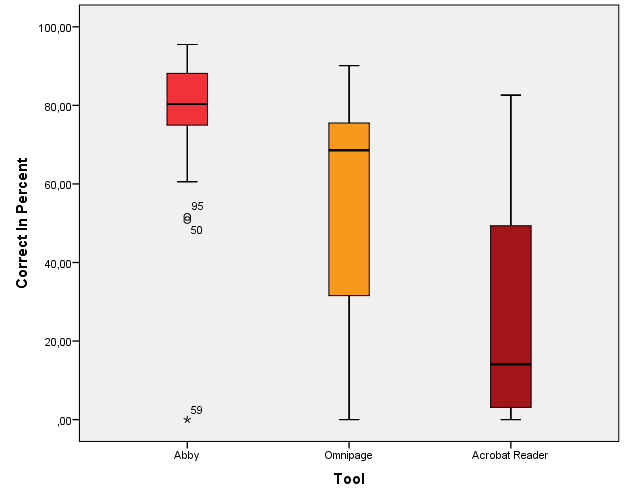 Correct In Percent
100,00
80,00
60,00
40,00
20,00
,00
95
50
59
Abby
Omnipage
Acrobat Reader
Tool